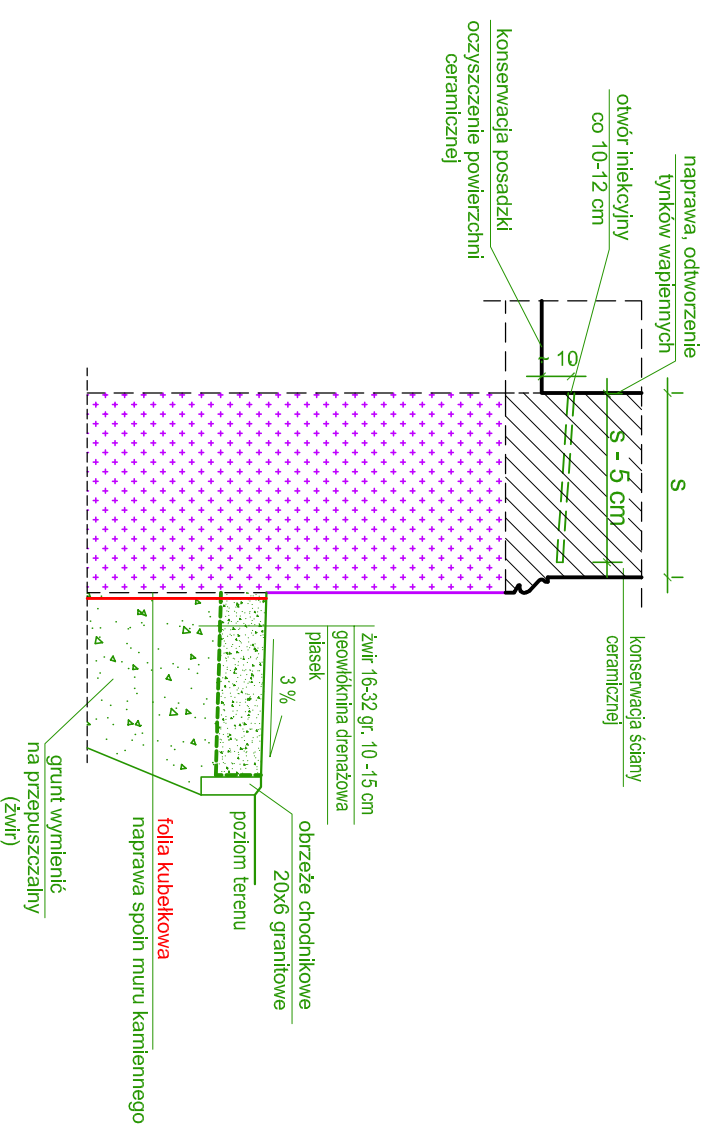 naprawa, odtworzenie
tynków wapiennych
otwór iniekcyjny
co 10-12 cm
konserwacja posadzki
oczyszczenie powierzchni
ceramicznej
s
s - 5 cm
~ 10
konserwacja ściany
ceramicznej
żwir 16-32 gr. 10 -15 cm
geowłóknina drenażowa
piasek
3 %
obrzeże chodnikowe
20x6 granitowe
poziom terenu
folia kubełkowa
naprawa spoin muru kamiennego
grunt wymienić
na przepuszczalny
(żwir)